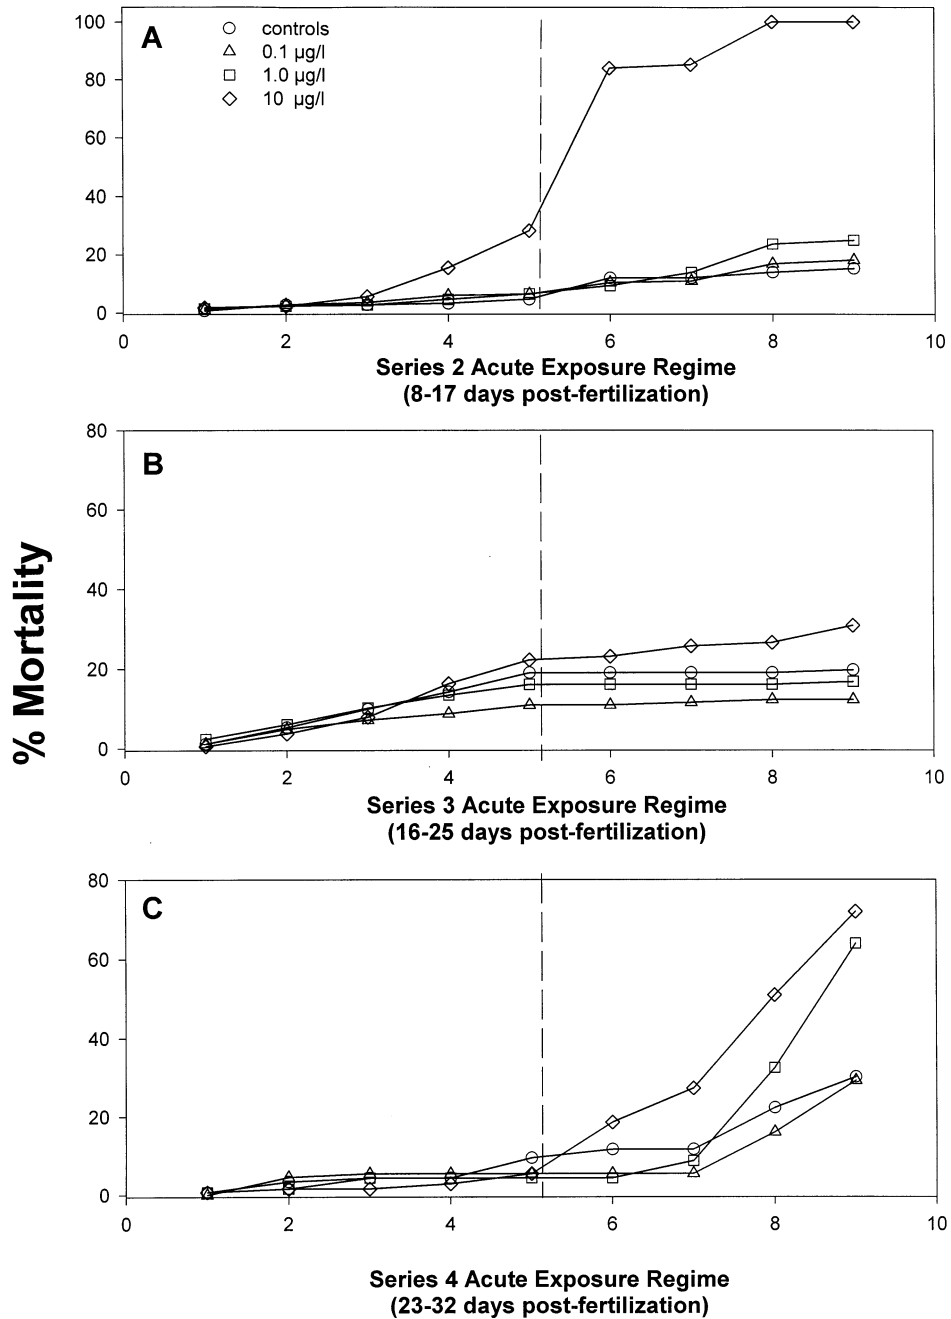 A
controls
0.1 µg/l
1.0 µg/l
10 µg/l
100
80
60
40
20
0
0 2 4 6 8 10
Series 2 Acute Exposure Regime
(8-17 days post-fertilization)
% Mortality
B
80
60
40
20
0
0 2 4 6 8 10
Series 3 Acute Exposure Regime
(16-25 days post-fertilization)
C
80
60
40
20
0
0 2 4 6 8 10
Series 4 Acute Exposure Regime
(23-32 days post-fertilization)